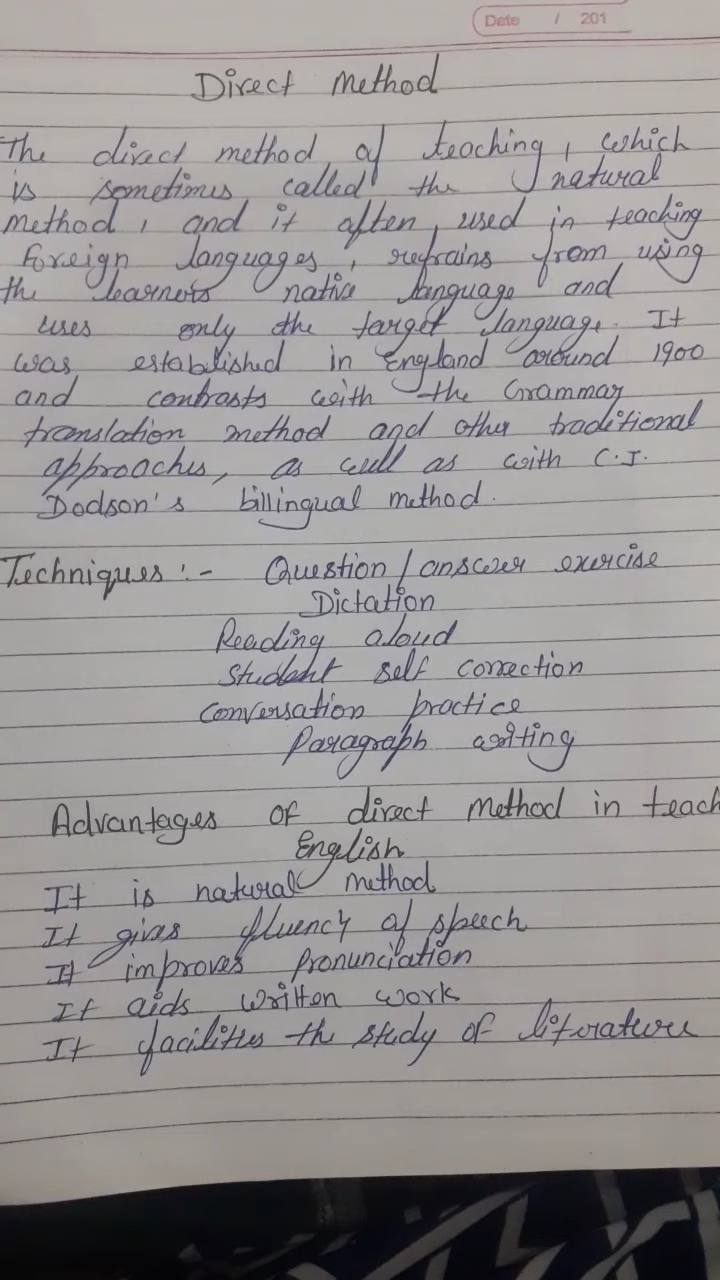 Date / 201
Direct Method
The direct method of teaching, which
is sometimes called the natural
method, and it often used in teaching
foreign languages, refrains from using
the learners native language and
uses only the target language. It
was established in England around 1900
and contrasts with the Grammar
translation method and other traditional
approaches, as well as with C.J.
Dodson's billingual method.
Techniques :- Question / answer exercise
Dictation
Reading aloud
Student self correction
conversation practice
Paragraph writing
Advantages of direct method in teach
English
It is natural method
It gives fluency of speech
It improves pronunciation
It aids written work
It facilities the study of literature